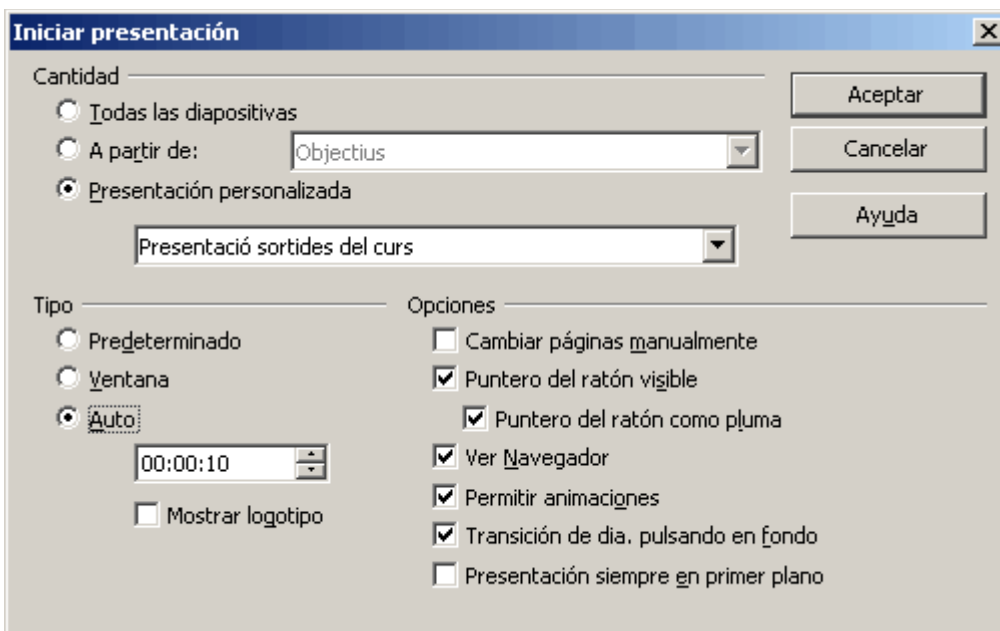 Iniciar presentación
Cantidad
Todas las diapositivas
A partir de: Objectius
Presentación personalizada
Presentació sortides del curs
Aceptar
Cancelar
Ayuda
Tipo
Predeterminado
Ventana
Auto
00:00:10
Mostrar logotipo
Opciones
Cambiar páginas manualmente
Puntero del ratón visible
Puntero del ratón como pluma
Ver Navegador
Permitir animaciones
Transición de dia. pulsando en fondo
Presentación siempre en primer plano